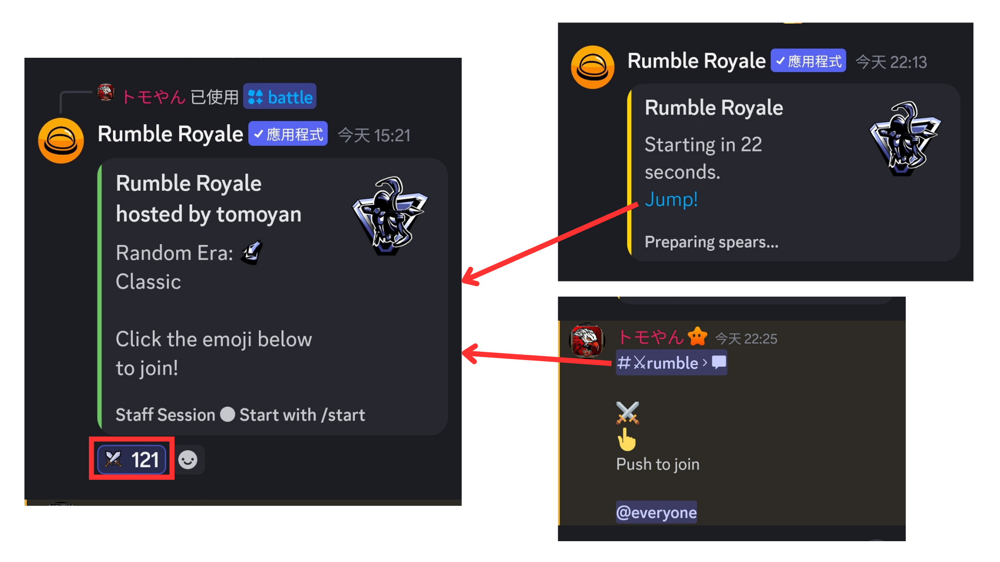 トモやん 已使用 battle
Rumble Royale ✓應用程式 今天 15:21
Rumble Royale
hosted by tomoyan
Random Era:
Classic
Click the emoji below
to join!
Staff Session ● Start with /start
⚔ 121
Rumble Royale ✓應用程式 今天 22:13
Rumble Royale
Starting in 22
seconds.
Jump!
Preparing spears...
トモやん 今天 22:25
#⚔rumble ›
Push to join
@everyone